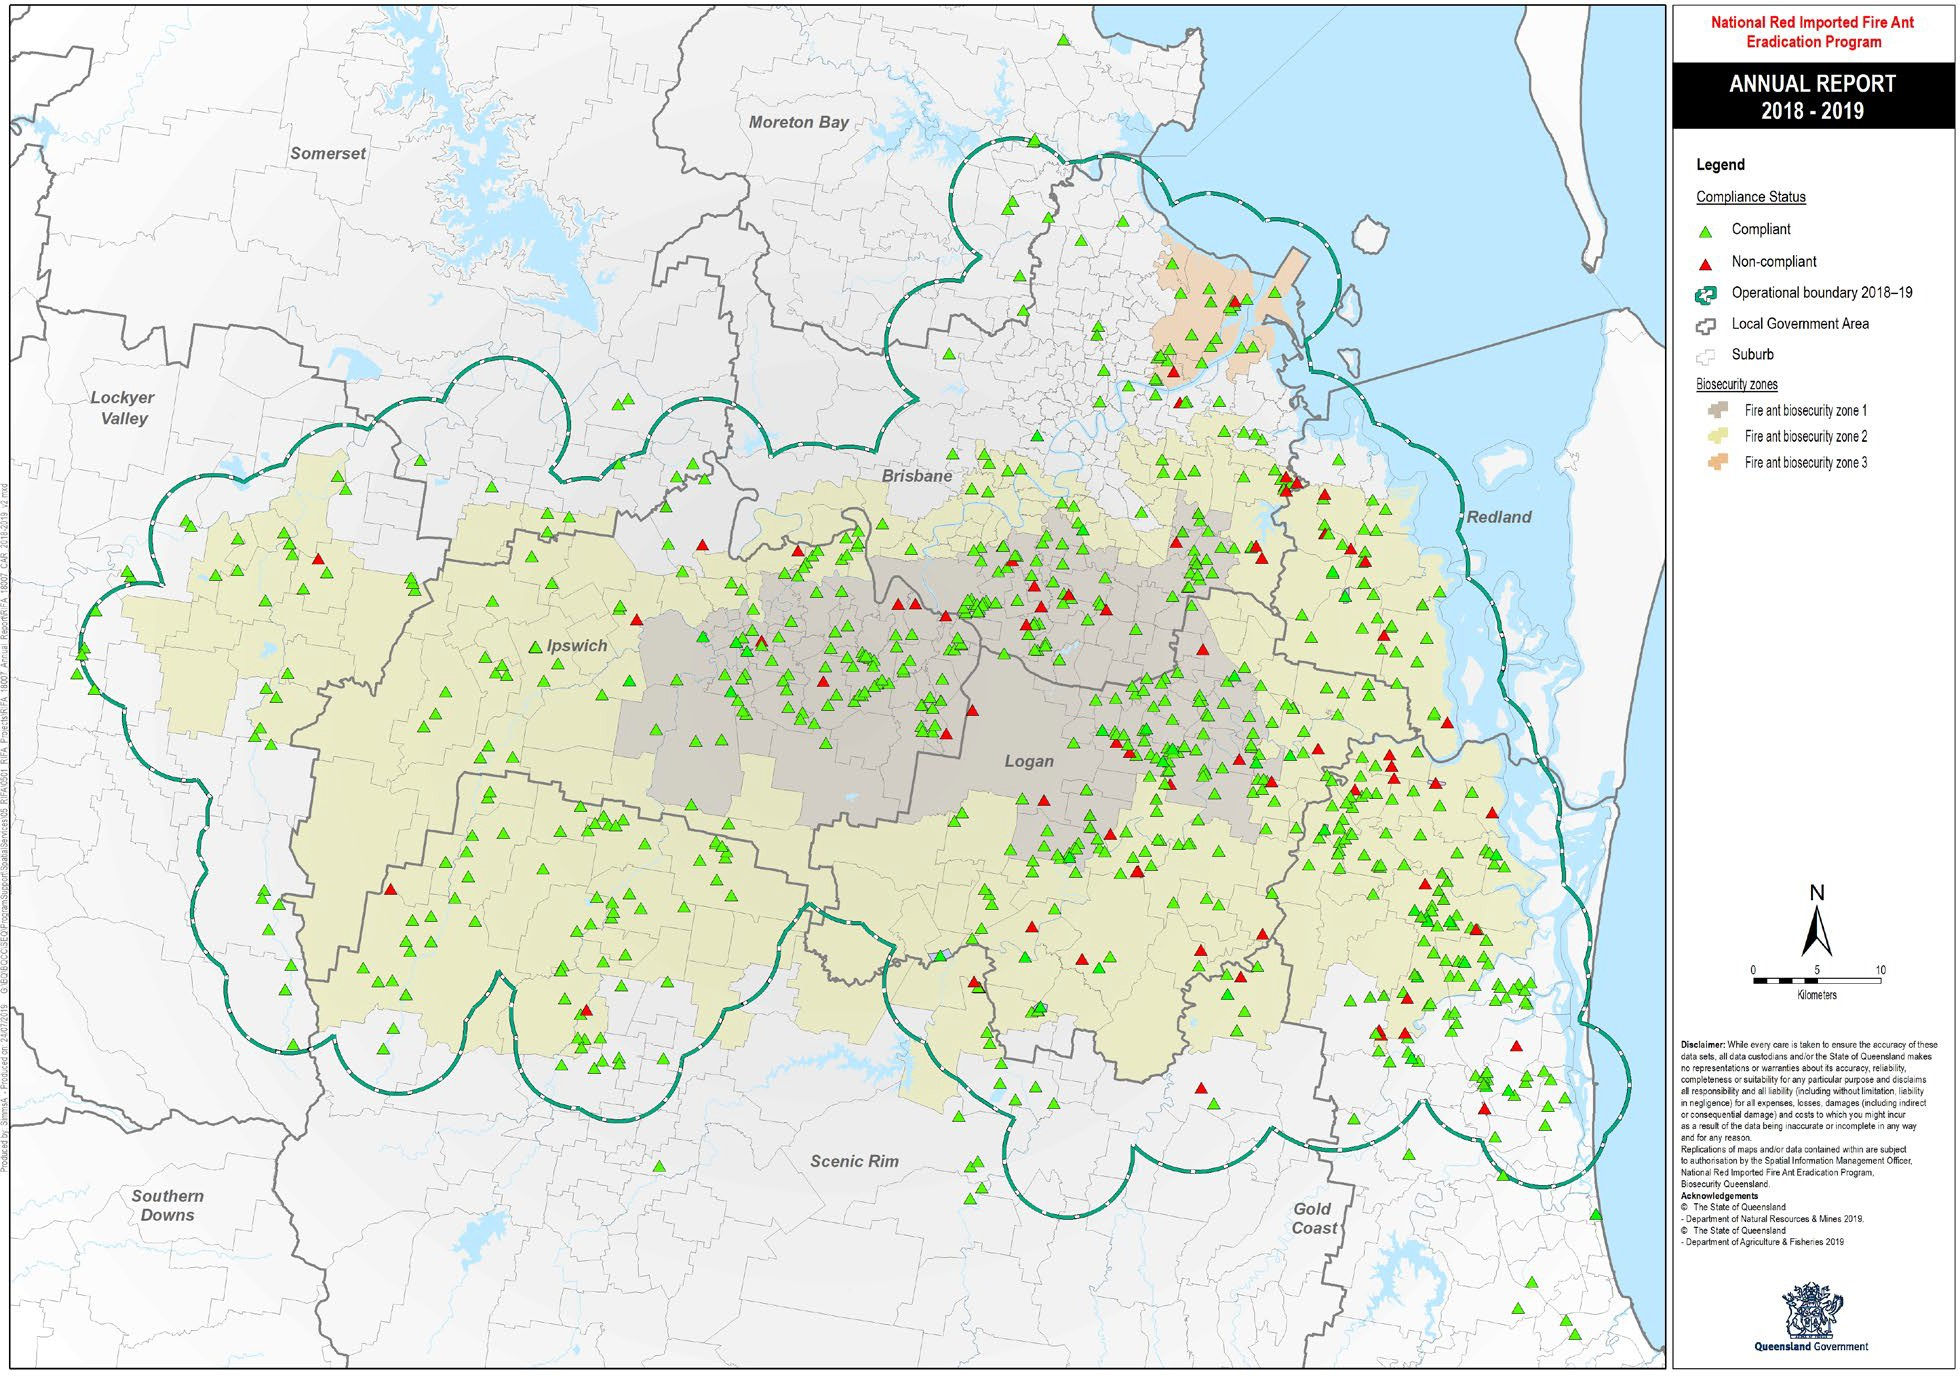 Moreton Bay
Somerset
Lockyer
Valley
Brisbane
Redland
Ipswich
Logan
Scenic Rim
Southern
Downs
Gold
Coast
National Red Imported Fire Ant
Eradication Program
ANNUAL REPORT
2018 - 2019
Legend
Compliance Status
Compliant
Non-compliant
Operational boundary 2018–19
Local Government Area
Suburb
Biosecurity zones
Fire ant biosecurity zone 1
Fire ant biosecurity zone 2
Fire ant biosecurity zone 3
N
0 5 10
Kilometers
Disclaimer: While every care is taken to ensure the accuracy of these
data sets, all data custodians and/or the State of Queensland makes
no representations or warranties about its accuracy, reliability,
completeness or suitability for any particular purpose and disclaims
all responsibility and all liability (including without limitation, liability
in negligence) for all expenses, losses, damages (including indirect
or consequential damage) and costs to which you might incur
as a result of the data being inaccurate or incomplete in any way
and for any reason.
Replications of maps and/or data contained within are subject
to authorisation by the Spatial Information Management Officer,
National Red Imported Fire Ant Eradication Program,
Biosecurity Queensland.
Acknowledgements
© The State of Queensland
- Department of Natural Resources & Mines 2019.
© The State of Queensland
- Department of Agriculture & Fisheries 2019
Queensland Government
Produced by: SimmsA Produced on: 24/07/2019